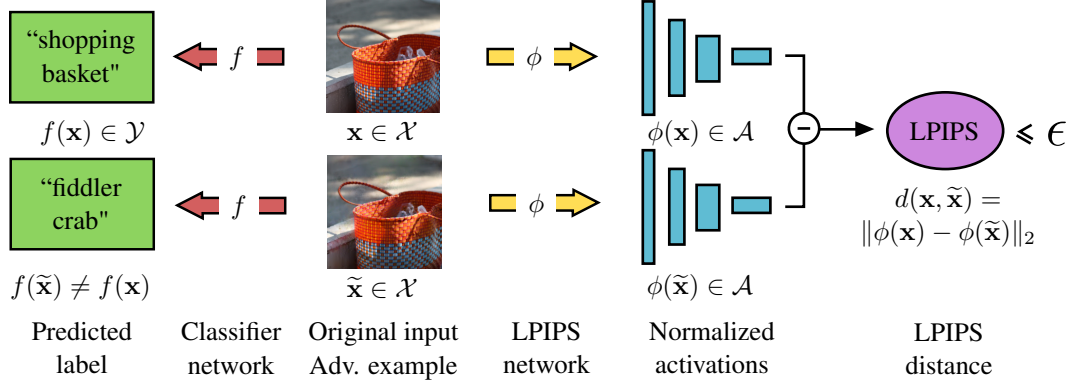 “shopping
basket"
f
ϕ
f(x) ∈ 𝒴
x ∈ 𝒳
ϕ(x) ∈ 𝒜
−
LPIPS ⩽ ϵ
“fiddler
crab"
f
ϕ
d(x, x̃) =
‖ϕ(x) − ϕ(x̃)‖₂
f(x̃) ≠ f(x)
x̃ ∈ 𝒳
ϕ(x̃) ∈ 𝒜
Predicted
label
Classifier
network
Original input
Adv. example
LPIPS
network
Normalized
activations
LPIPS
distance